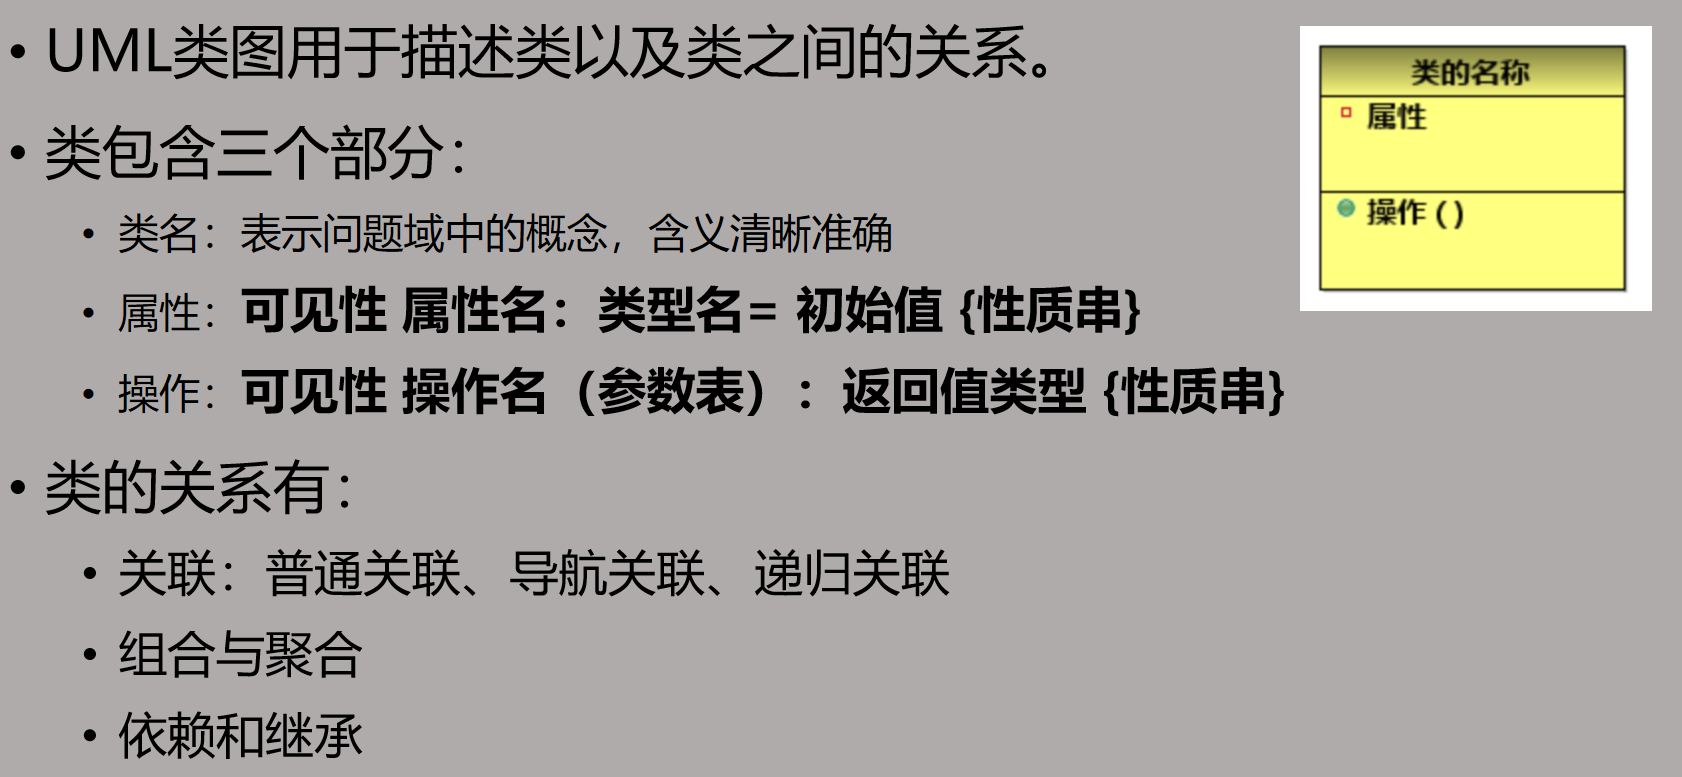 • UML类图用于描述类以及类之间的关系。
• 类包含三个部分：
• 类名：表示问题域中的概念，含义清晰准确
• 属性：可见性 属性名：类型名= 初始值 {性质串}
• 操作：可见性 操作名（参数表）：返回值类型 {性质串}
• 类的关系有：
• 关联：普通关联、导航关联、递归关联
• 组合与聚合
• 依赖和继承
类的名称
属性
操作 ( )